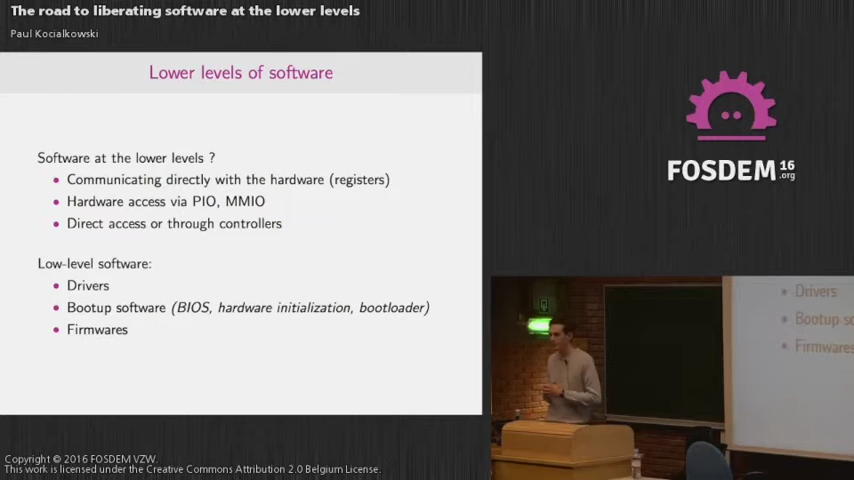 The road to liberating software at the lower levels
Paul Kocialkowski
Lower levels of software
Software at the lower levels ?
Communicating directly with the hardware (registers)
Hardware access via PIO, MMIO
Direct access or through controllers
Low-level software:
Drivers
Bootup software (BIOS, hardware initialization, bootloader)
Firmwares
FOSDEM 16
.org
Drivers
Bootup so
Firmwares
Copyright © 2016 FOSDEM VZW.
This work is licensed under the Creative Commons Attribution 2.0 Belgium License.